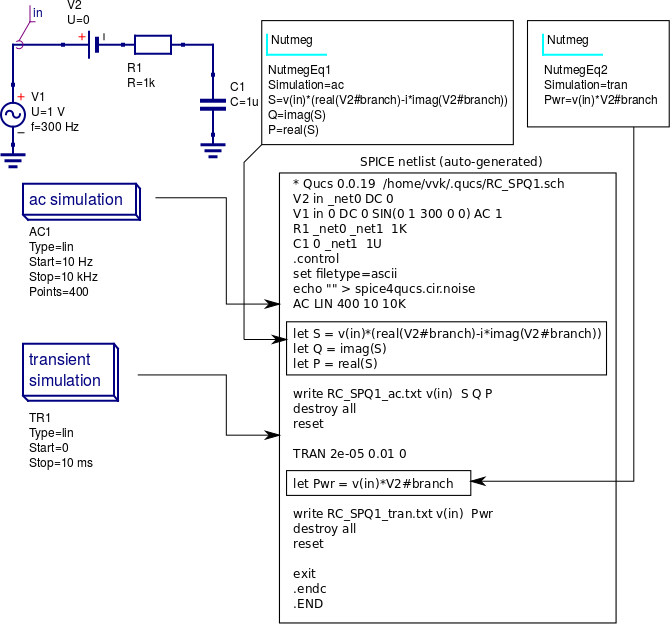 in
V2
U=0
R1
R=1k
C1
C=1u
V1
U=1 V
f=300 Hz
Nutmeg
NutmegEq1
Simulation=ac
S=v(in)*(real(V2#branch)-i*imag(V2#branch))
Q=imag(S)
P=real(S)
Nutmeg
NutmegEq2
Simulation=tran
Pwr=v(in)*V2#branch
ac simulation
AC1
Type=lin
Start=10 Hz
Stop=10 kHz
Points=400
transient
simulation
TR1
Type=lin
Start=0
Stop=10 ms
SPICE netlist (auto-generated)
* Qucs 0.0.19 /home/vvk/.qucs/RC_SPQ1.sch
V2 in _net0 DC 0
V1 in 0 DC 0 SIN(0 1 300 0 0) AC 1
R1 _net0 _net1 1K
C1 0 _net1 1U
.control
set filetype=ascii
echo "" > spice4qucs.cir.noise
AC LIN 400 10 10K
let S = v(in)*(real(V2#branch)-i*imag(V2#branch))
let Q = imag(S)
let P = real(S)
write RC_SPQ1_ac.txt v(in) S Q P
destroy all
reset
TRAN 2e-05 0.01 0
let Pwr = v(in)*V2#branch
write RC_SPQ1_tran.txt v(in) Pwr
destroy all
reset
exit
.endc
.END